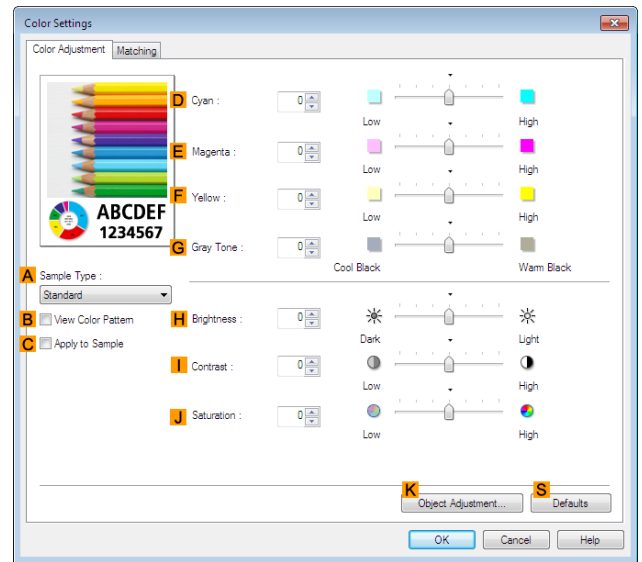 Color Settings
Color Adjustment Matching
D Cyan : 0
Low High
E Magenta : 0
Low High
F Yellow : 0
Low High
ABCDEF
1234567
G Gray Tone : 0
Cool Black Warm Black
A Sample Type :
Standard
B View Color Pattern
C Apply to Sample
H Brightness : 0
Dark Light
I Contrast : 0
Low High
J Saturation : 0
Low High
K Object Adjustment...
S Defaults
OK Cancel Help